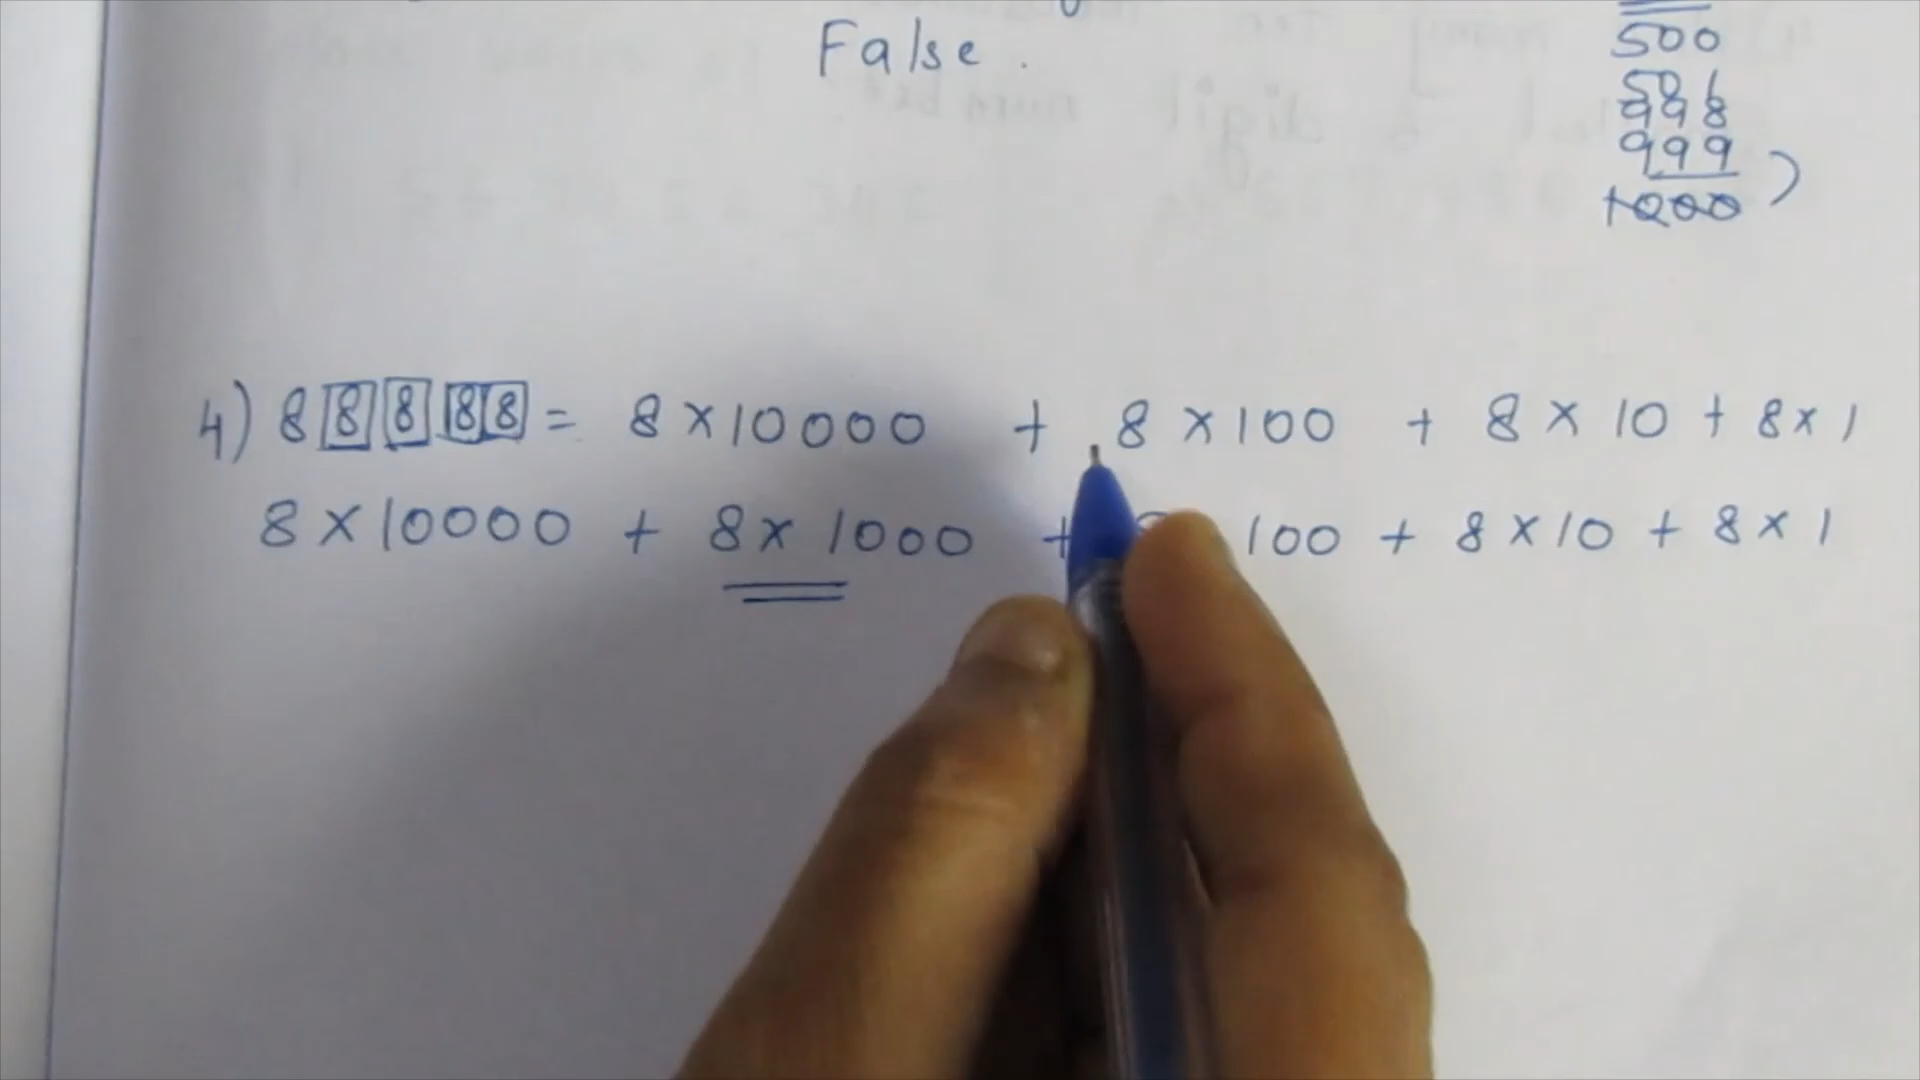 False.
500
501
998
999
1000
4) 88888 = 8 × 10000 + 8 × 100 + 8 × 10 + 8 × 1
8 × 10000 + 8 × 1000 + 100 + 8 × 10 + 8 × 1